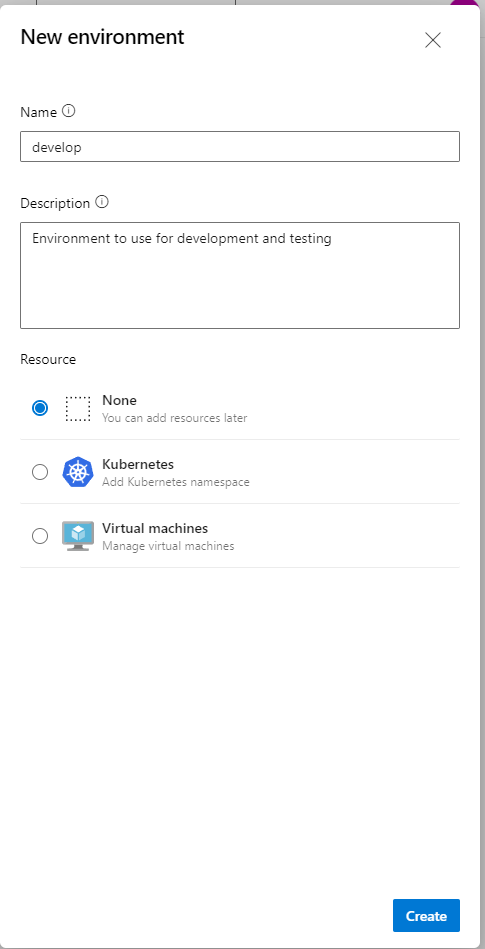 New environment
Name
develop
Description
Environment to use for development and testing
Resource
None
You can add resources later
Kubernetes
Add Kubernetes namespace
Virtual machines
Manage virtual machines
Create